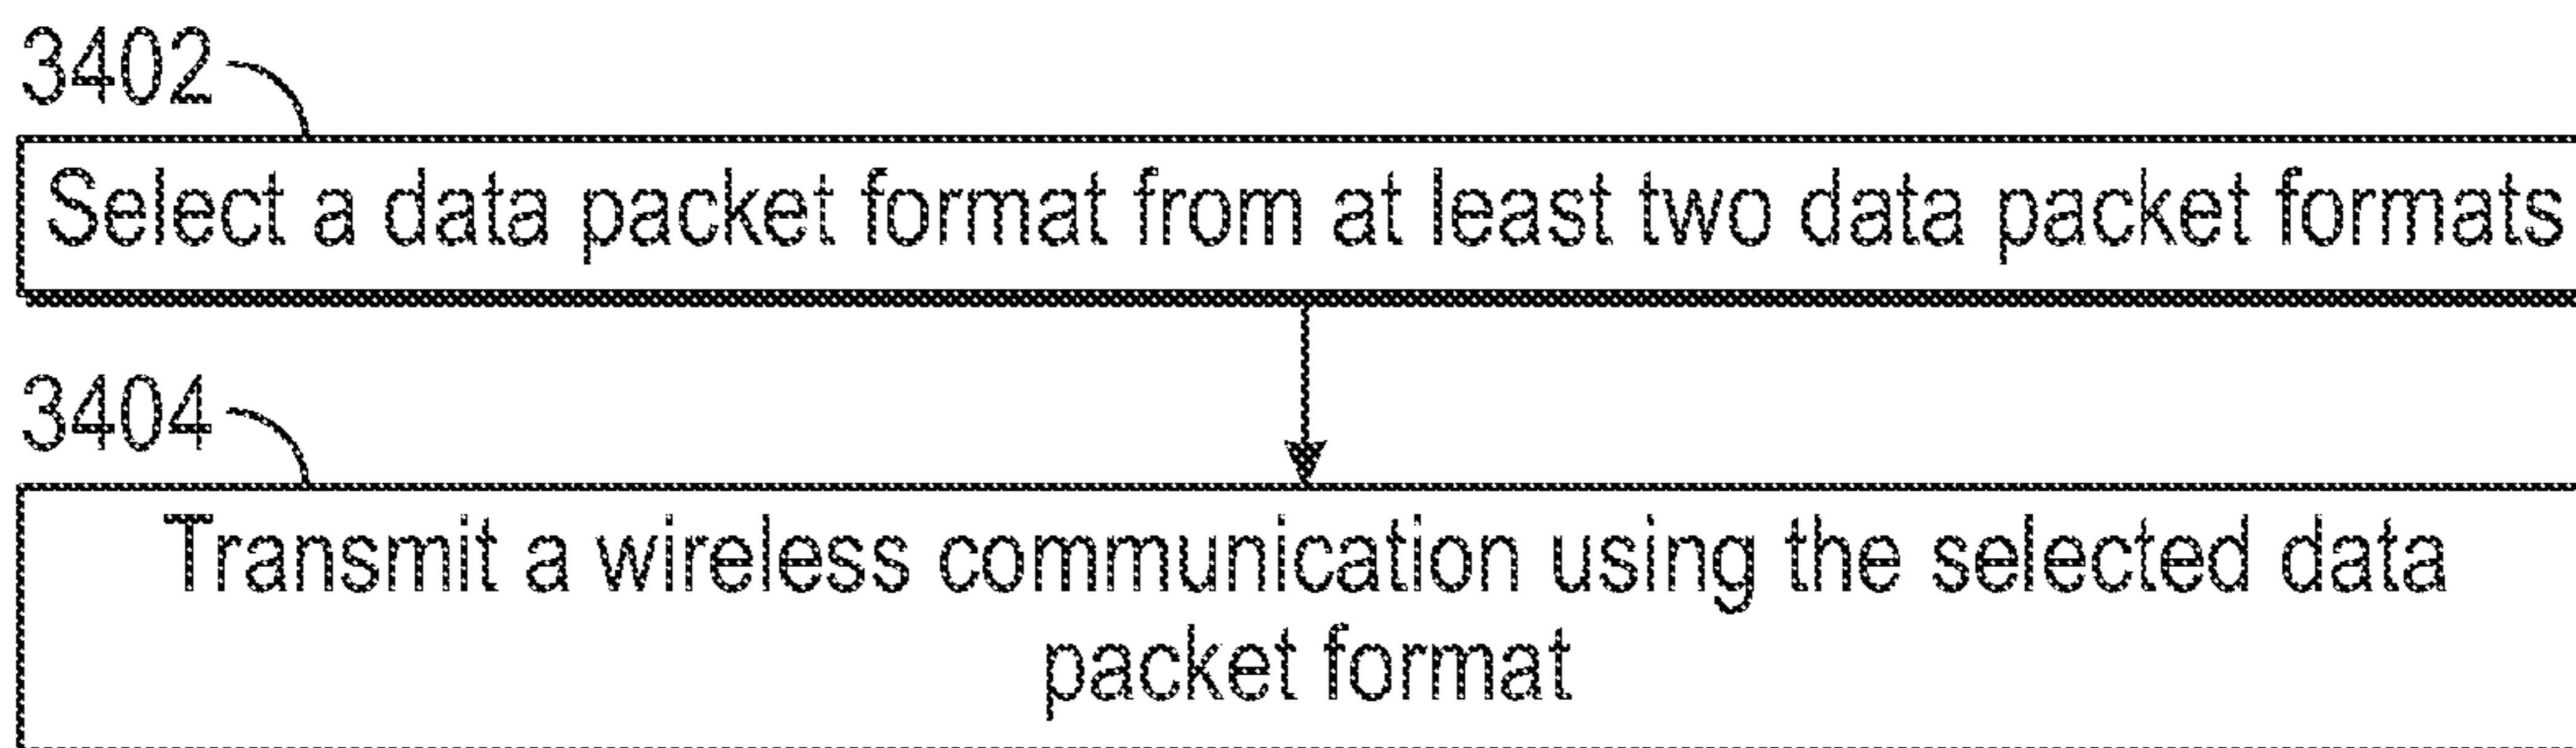 3402
Select a data packet format from at least two data packet formats
3404
Transmit a wireless communication using the selected data
packet format